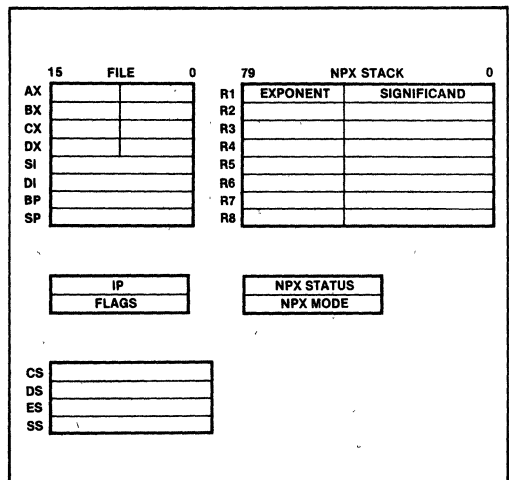 15 FILE 0
AX
BX
CX
DX
SI
DI
BP
SP
79 NPX STACK 0
R1 EXPONENT SIGNIFICAND
R2
R3
R4
R5
R6
R7
R8
IP
FLAGS
NPX STATUS
NPX MODE
CS
DS
ES
SS